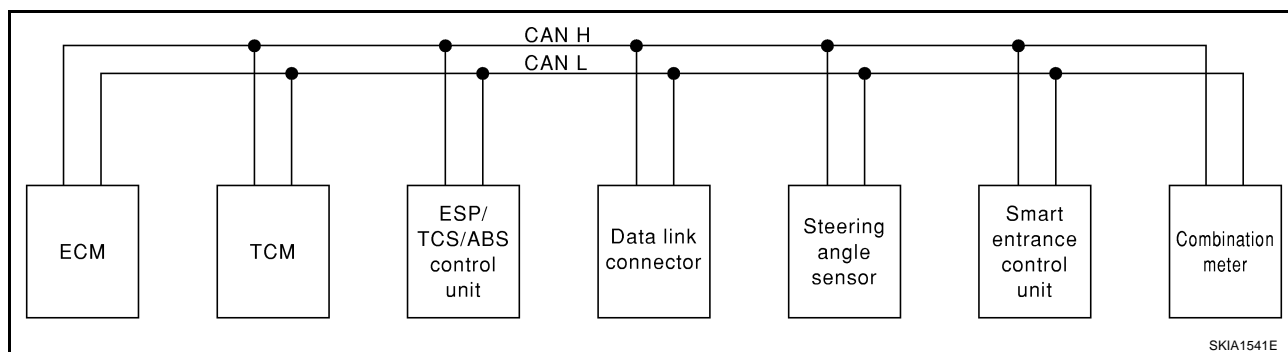 CAN H
CAN L
ECM
TCM
ESP/
TCS/ABS
control
unit
Data link
connector
Steering
angle
sensor
Smart
entrance
control
unit
Combination
meter
SKIA1541E